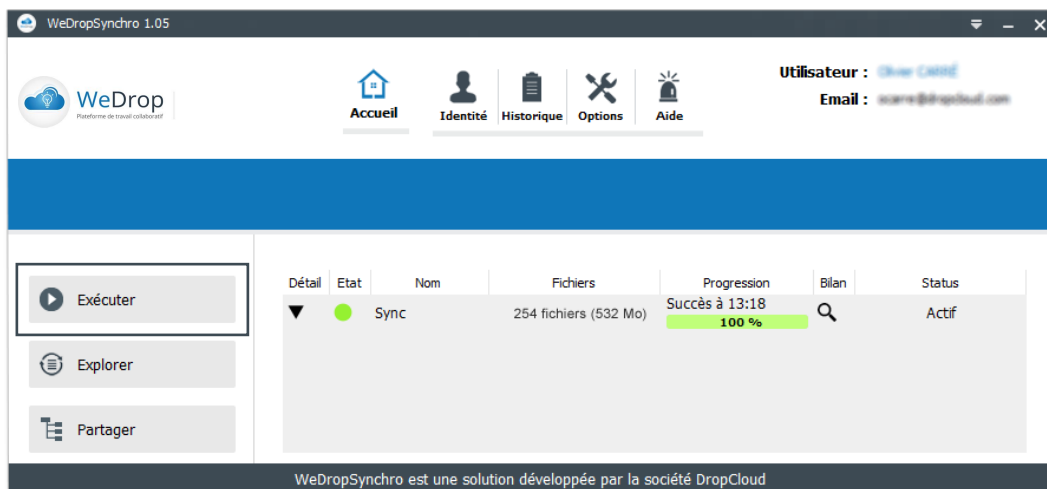 WeDropSynchro 1.05
WeDrop
Plateforme de travail collaboratif
Accueil
Identité
Historique
Options
Aide
Utilisateur :
Email :
Exécuter
Explorer
Partager
Détail Etat Nom Fichiers Progression Bilan Status
Sync 254 fichiers (532 Mo) Succès à 13:18 Actif
100 %
WeDropSynchro est une solution développée par la société DropCloud